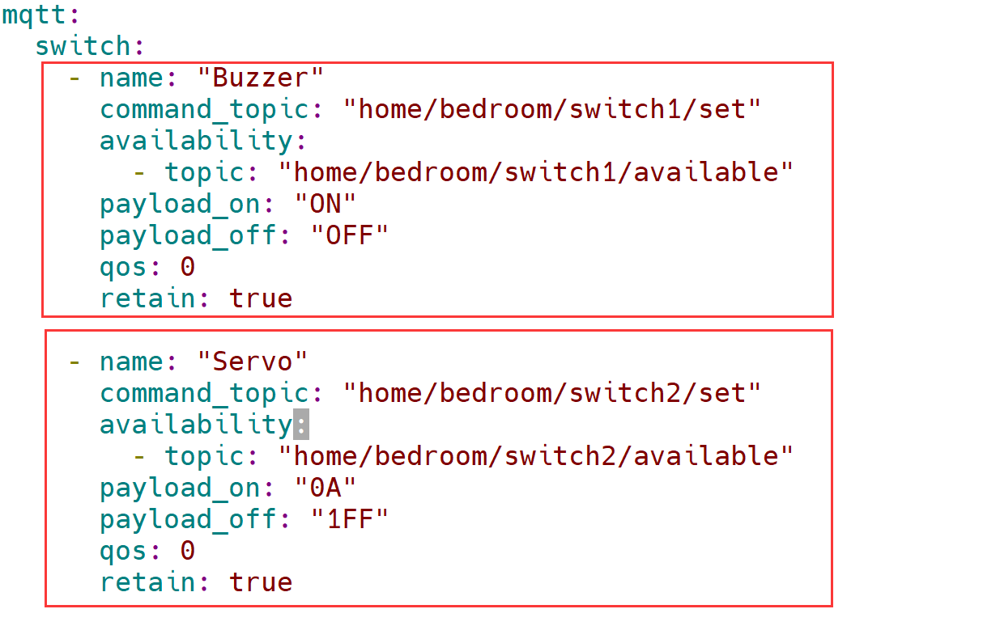 mqtt:
  switch:
    - name: "Buzzer"
      command_topic: "home/bedroom/switch1/set"
      availability:
        - topic: "home/bedroom/switch1/available"
      payload_on: "ON"
      payload_off: "OFF"
      qos: 0
      retain: true
    - name: "Servo"
      command_topic: "home/bedroom/switch2/set"
      availability:
        - topic: "home/bedroom/switch2/available"
      payload_on: "0A"
      payload_off: "1FF"
      qos: 0
      retain: true